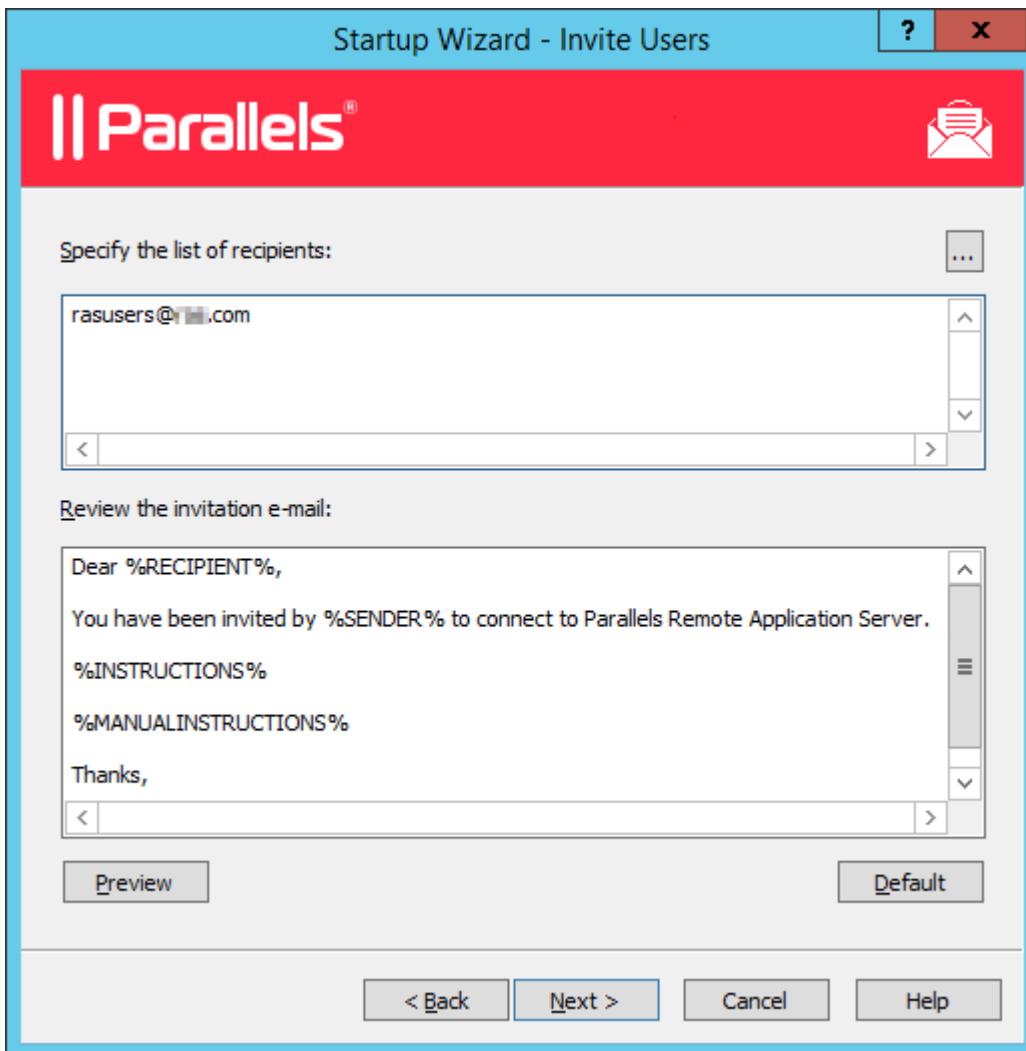 Startup Wizard - Invite Users
?
x
Parallels®
Specify the list of recipients:
...
rasusers@ .com
Review the invitation e-mail:
Dear %RECIPIENT%,
You have been invited by %SENDER% to connect to Parallels Remote Application Server.
%INSTRUCTIONS%
%MANUALINSTRUCTIONS%
Thanks,
Preview
Default
< Back
Next >
Cancel
Help